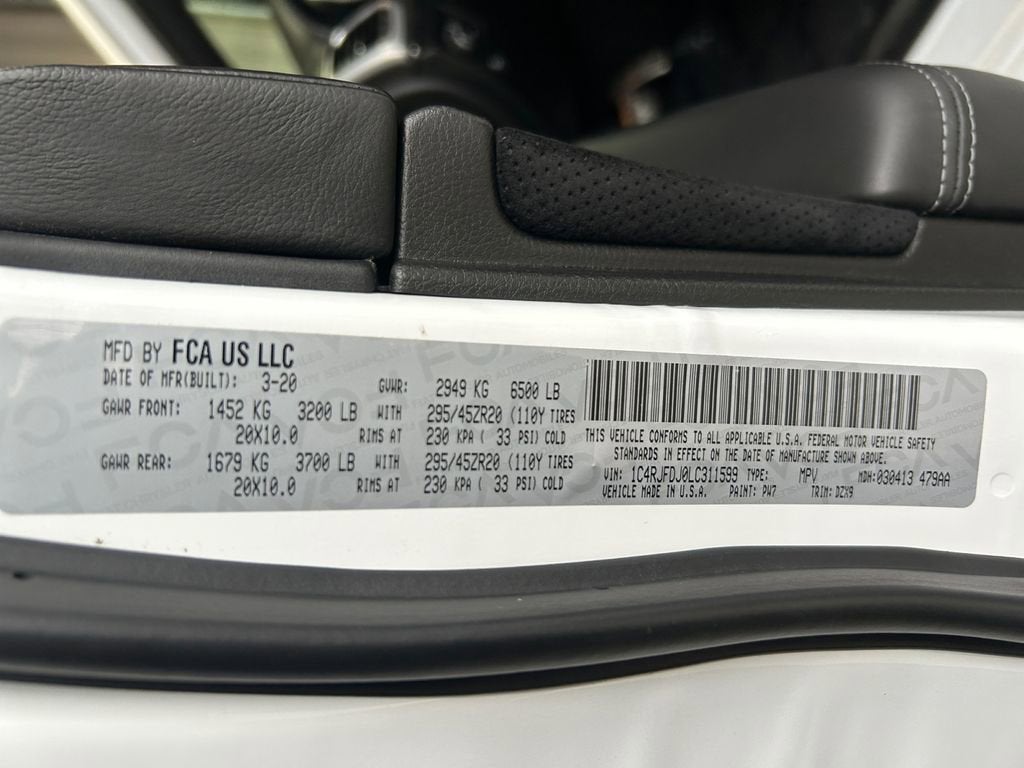 MFD BY FCA US LLC
DATE OF MFR(BUILT): 3-20 GVWR: 2949 KG 6500 LB
GAWR FRONT: 1452 KG 3200 LB WITH 295/45ZR20 (110Y TIRES
20X10.0 RIMS AT 230 KPA ( 33 PSI) COLD
GAWR REAR: 1679 KG 3700 LB WITH 295/45ZR20 (110Y TIRES
20X10.0 RIMS AT 230 KPA ( 33 PSI) COLD
THIS VEHICLE CONFORMS TO ALL APPLICABLE U.S.A. FEDERAL MOTOR VEHICLE SAFETY
STANDARDS IN EFFECT ON THE DATE OF MANUFACTURE SHOWN ABOVE.
VIN: 1C4RJFDJ0LC311599 TYPE: MPV MDH:030413 479AA
VEHICLE MADE IN U.S.A. PAINT: PW7 TRIM: DZX9